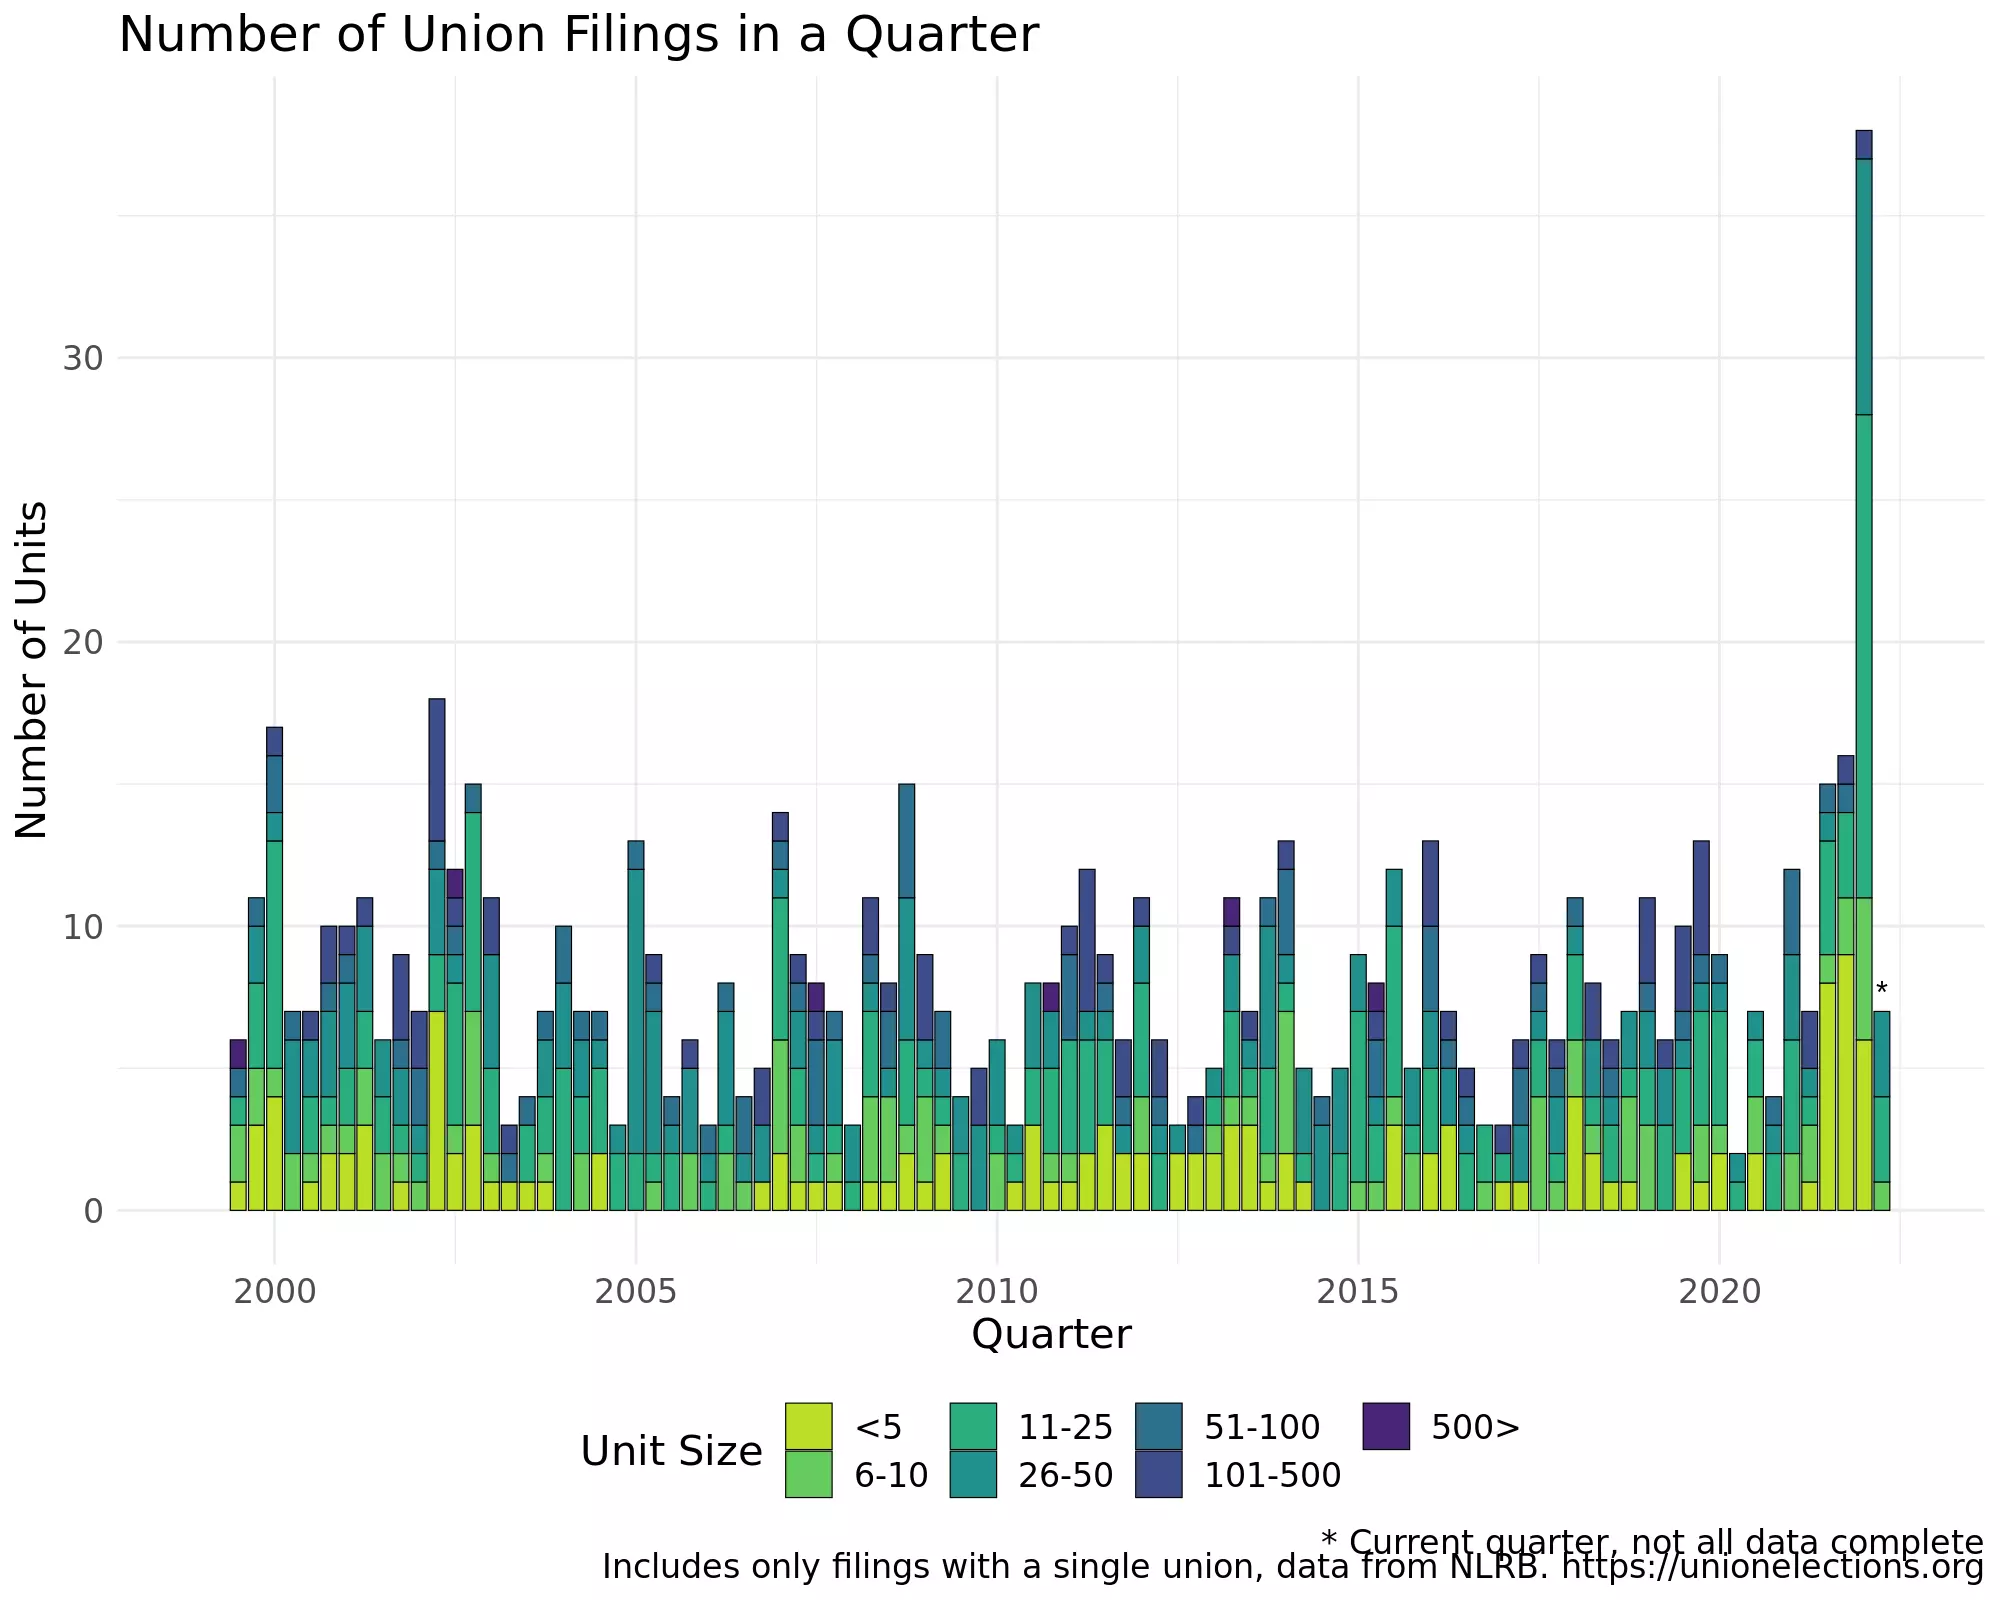 Number of Union Filings in a Quarter
Number of Units
30
20
10
0
*
2000 2005 2010 2015 2020
Quarter
Unit Size
<5 11-25 51-100 500>
6-10 26-50 101-500
* Current quarter, not all data complete
Includes only filings with a single union, data from NLRB. https://unionelections.org